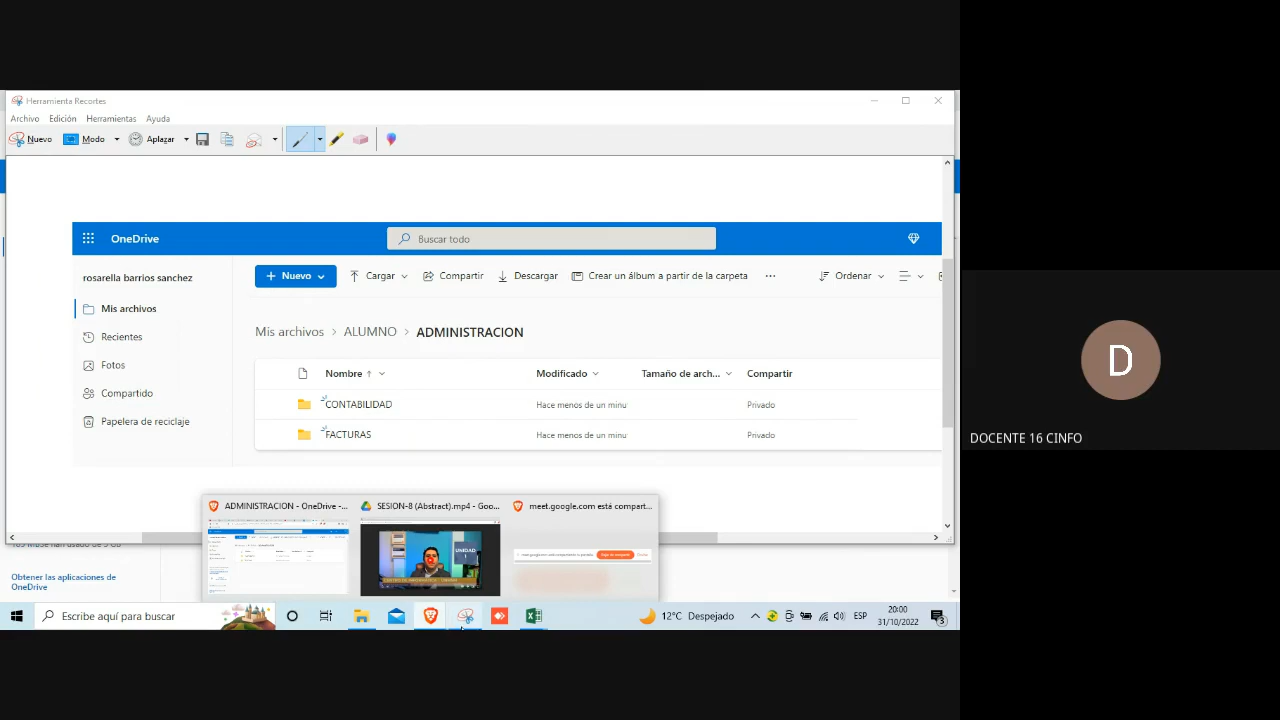 Herramienta Recortes
Archivo Edición Herramientas Ayuda
Nuevo Modo Aplazar
OneDrive Buscar todo
rosarella barrios sanchez
Nuevo Cargar Compartir Descargar Crear un álbum a partir de la carpeta ... Ordenar
Mis archivos
Recientes
Fotos
Compartido
Papelera de reciclaje
Mis archivos > ALUMNO > ADMINISTRACION
Nombre Modificado Tamaño de arch... Compartir
CONTABILIDAD Hace menos de un minu Privado
FACTURAS Hace menos de un minu Privado
D
DOCENTE 16 CINFO
ADMINISTRACION - OneDrive -... SESION-8 (Abstract).mp4 - Goo... meet.google.com está compart...
UNIDAD
1
Obtener las aplicaciones de
OneDrive
Escribe aquí para buscar
12°C Despejado ESP 20:00
31/10/2022
3